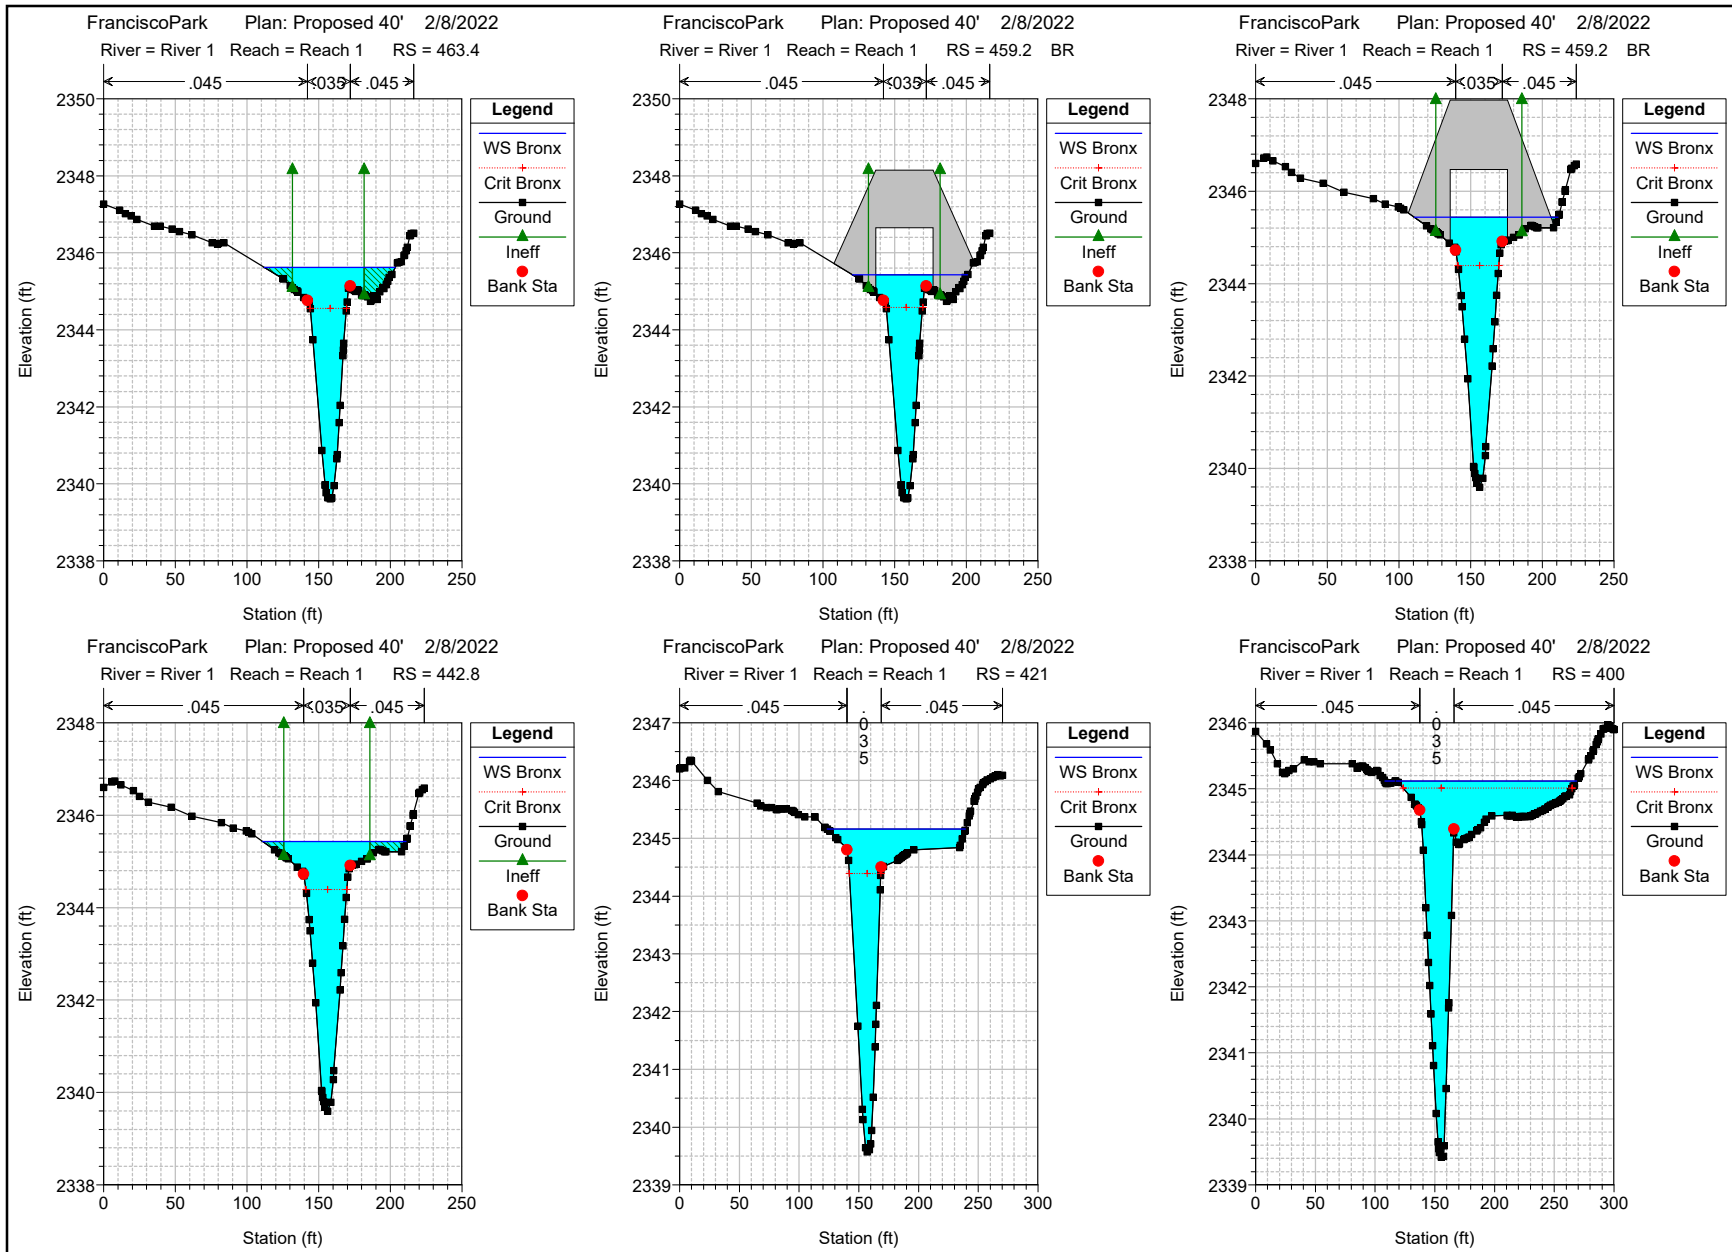 FranciscoPark Plan: Proposed 40' 2/8/2022
River = River 1 Reach = Reach 1 RS = 463.4
.045 .035 .045
2350
2348
2346
2344
2342
2340
2338
Elevation (ft)
0 50 100 150 200 250
Station (ft)
Legend
WS Bronx
Crit Bronx
Ground
Ineff
Bank Sta
FranciscoPark Plan: Proposed 40' 2/8/2022
River = River 1 Reach = Reach 1 RS = 459.2 BR
.045 .035 .045
2350
2348
2346
2344
2342
2340
2338
Elevation (ft)
0 50 100 150 200 250
Station (ft)
Legend
WS Bronx
Crit Bronx
Ground
Ineff
Bank Sta
FranciscoPark Plan: Proposed 40' 2/8/2022
River = River 1 Reach = Reach 1 RS = 459.2 BR
.045 .035 .045
2348
2346
2344
2342
2340
2338
Elevation (ft)
0 50 100 150 200 250 300
Station (ft)
Legend
WS Bronx
Crit Bronx
Ground
Ineff
Bank Sta
FranciscoPark Plan: Proposed 40' 2/8/2022
River = River 1 Reach = Reach 1 RS = 442.8
.045 .035 .045
2348
2346
2344
2342
2340
2338
Elevation (ft)
0 50 100 150 200 250
Station (ft)
Legend
WS Bronx
Crit Bronx
Ground
Ineff
Bank Sta
FranciscoPark Plan: Proposed 40' 2/8/2022
River = River 1 Reach = Reach 1 RS = 421
.045 .035 .045
2347
2346
2345
2344
2343
2342
2341
2340
2339
Elevation (ft)
0 50 100 150 200 250 300
Station (ft)
Legend
WS Bronx
Crit Bronx
Ground
Bank Sta
FranciscoPark Plan: Proposed 40' 2/8/2022
River = River 1 Reach = Reach 1 RS = 400
.045 .035 .045
2346
2345
2344
2343
2342
2341
2340
2339
Elevation (ft)
0 50 100 150 200 250 300
Station (ft)
Legend
WS Bronx
Crit Bronx
Ground
Bank Sta